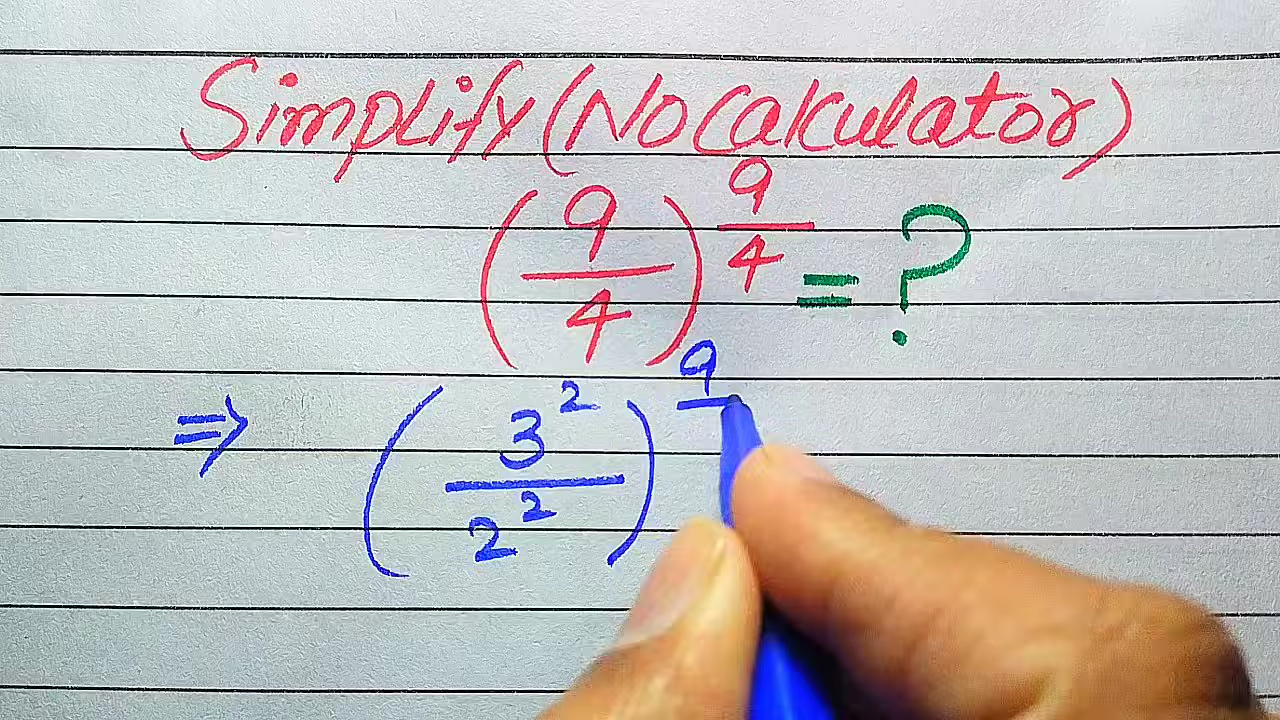 Simplify (No Calculator)
(9/4)^(9/4) = ?
⇒ (3²/2²)^(9/